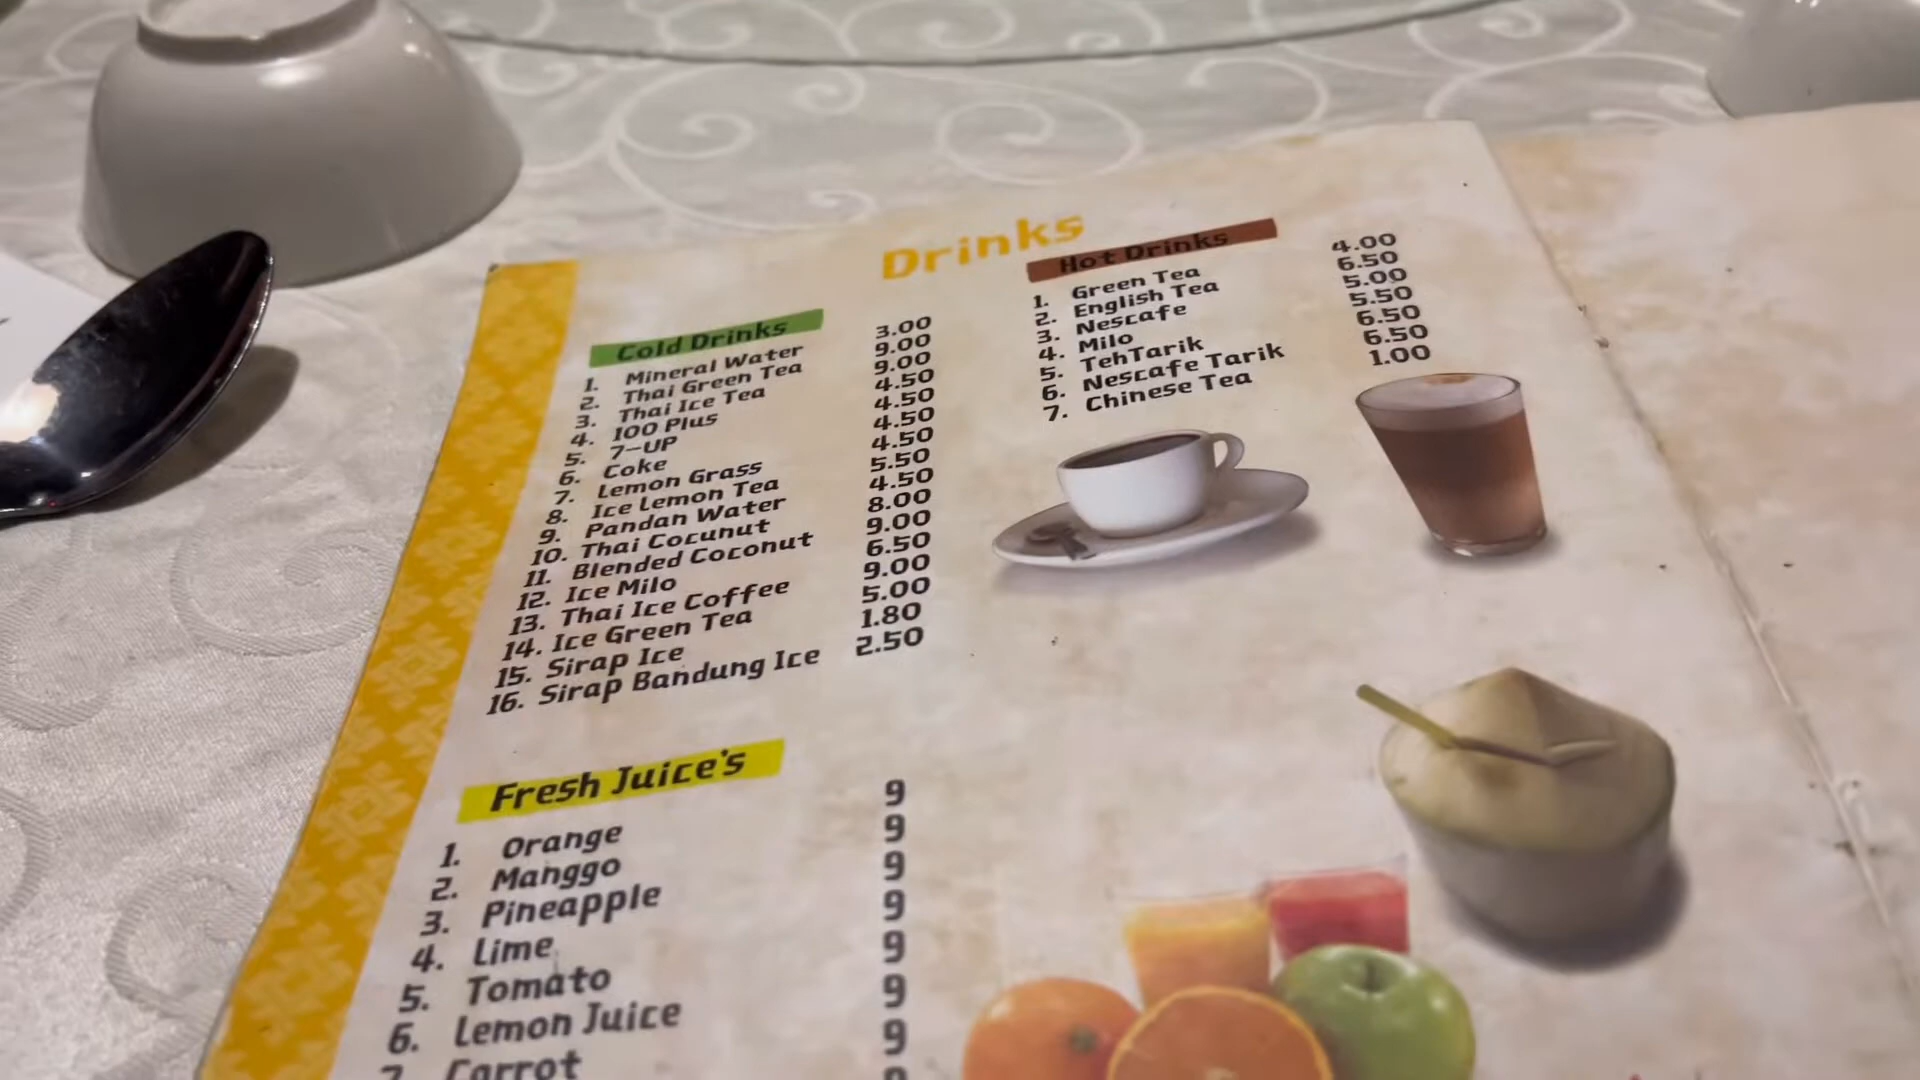 Drinks
Cold Drinks
1. Mineral Water 3.00
2. Thai Green Tea 9.00
3. Thai Ice Tea 9.00
4. 100 Plus 4.50
5. 7-UP 4.50
6. Coke 4.50
7. Lemon Grass 4.50
8. Ice Lemon Tea 5.50
9. Pandan Water 4.50
10. Thai Cocunut 8.00
11. Blended Coconut 9.00
12. Ice Milo 6.50
13. Thai Ice Coffee 9.00
14. Ice Green Tea 5.00
15. Sirap Ice 1.80
16. Sirap Bandung Ice 2.50
Hot Drinks
1. Green Tea 4.00
2. English Tea 6.50
3. Nescafe 5.00
4. Milo 5.50
5. TehTarik 6.50
6. Nescafe Tarik 6.50
7. Chinese Tea 1.00
Fresh Juice's
1. Orange 9
2. Manggo 9
3. Pineapple 9
4. Lime 9
5. Tomato 9
6. Lemon Juice 9
7. Carrot 9